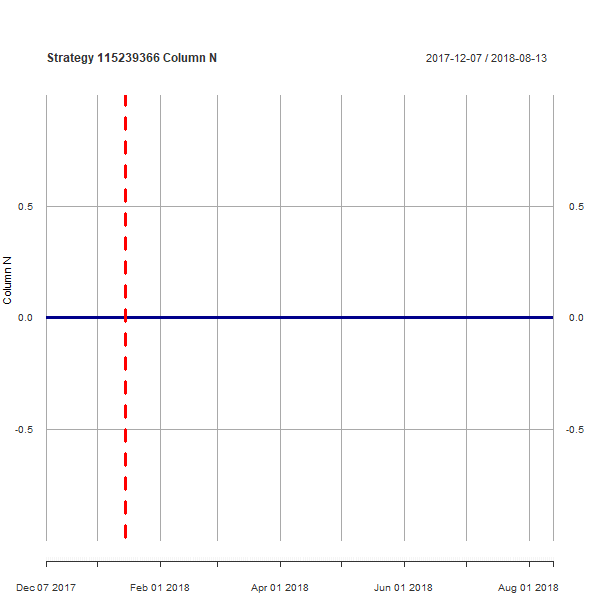 Strategy 115239366 Column N
2017-12-07 / 2018-08-13
0.5
0.5
Column N
0.0
0.0
-0.5
-0.5
Dec 07 2017
Feb 01 2018
Apr 01 2018
Jun 01 2018
Aug 01 2018